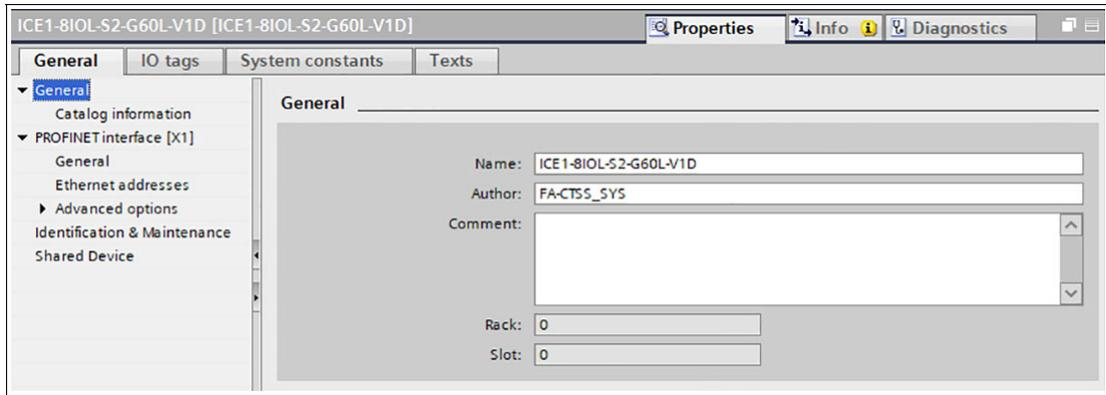 ICE1-8IOL-S2-G60L-V1D [ICE1-8IOL-S2-G60L-V1D]
Properties
Info
Diagnostics
General
IO tags
System constants
Texts
General
Catalog information
PROFINET interface [X1]
General
Ethernet addresses
Advanced options
Identification & Maintenance
Shared Device
General
Name: ICE1-8IOL-S2-G60L-V1D
Author: FA-CTSS_SYS
Comment:
Rack: 0
Slot: 0